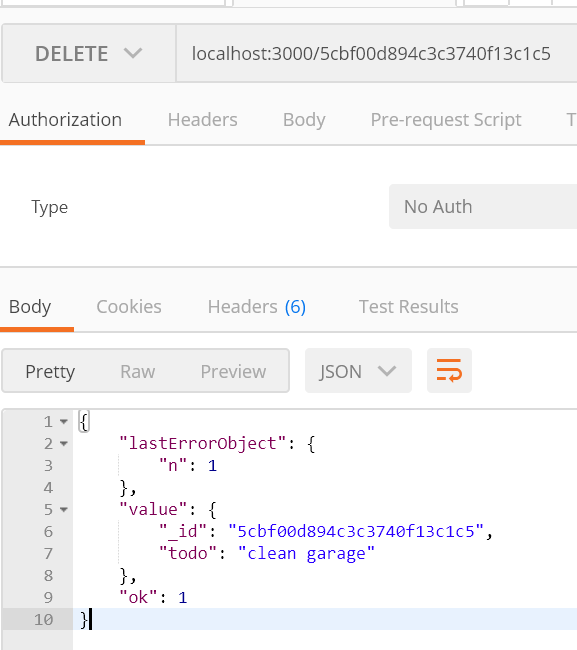 DELETE localhost:3000/5cbf00d894c3c3740f13c1c5
Authorization Headers Body Pre-request Script T
Type No Auth
Body Cookies Headers (6) Test Results
Pretty Raw Preview JSON
1 {
2 "lastErrorObject": {
3 "n": 1
4 },
5 "value": {
6 "_id": "5cbf00d894c3c3740f13c1c5",
7 "todo": "clean garage"
8 },
9 "ok": 1
10 }